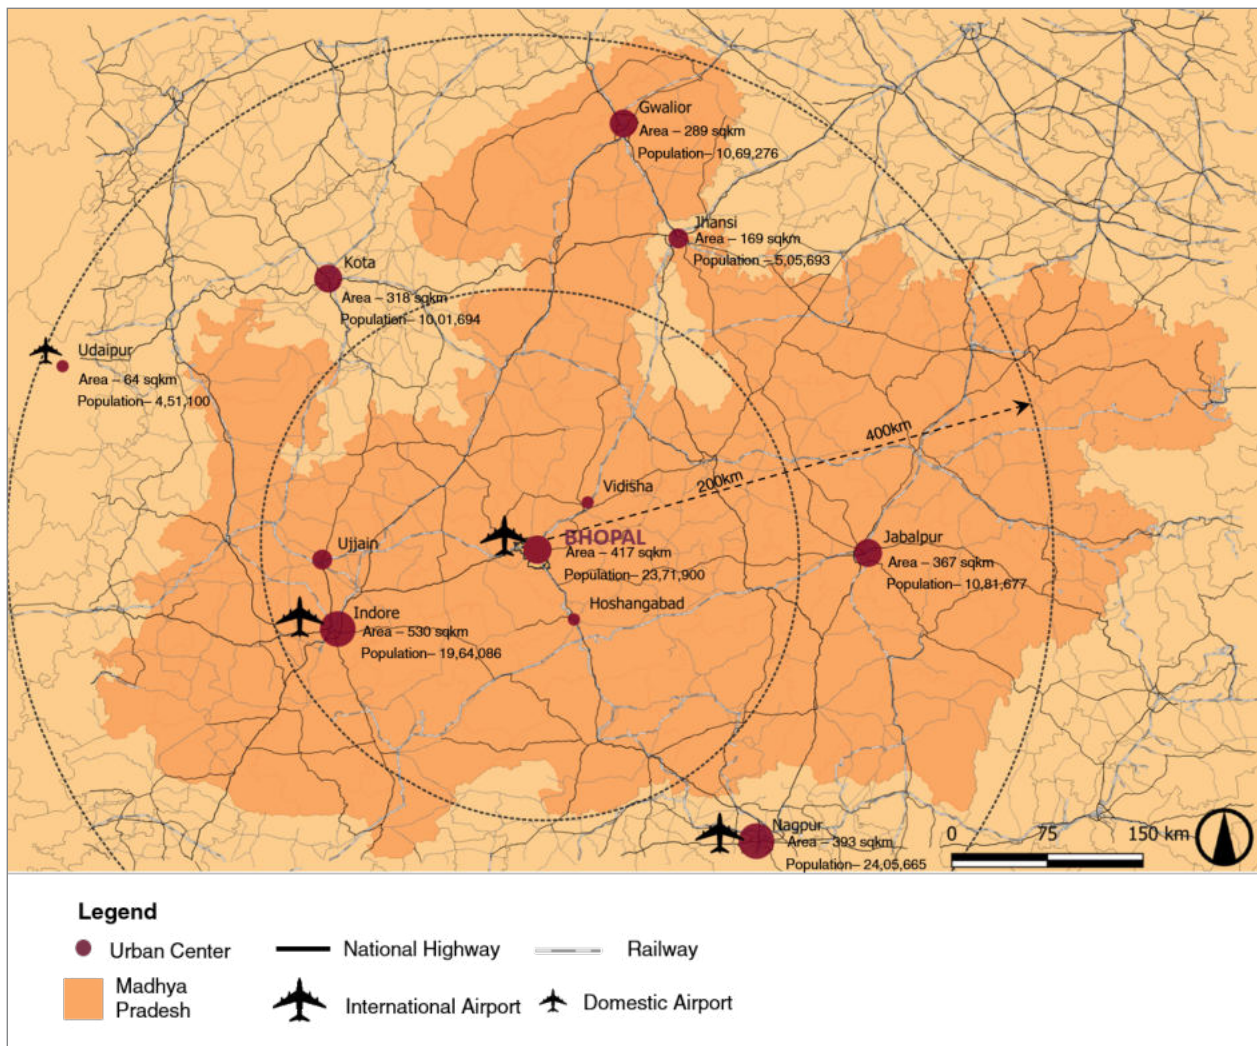 Gwalior
Area – 289 sqkm
Population– 10,69,276
Jhansi
Area – 169 sqkm
Population – 5,05,693
Kota
Area – 318 sqkm
Population– 10,01,694
Udaipur
Area – 64 sqkm
Population– 4,51,100
400km
200km
Vidisha
BHOPAL
Area – 417 sqkm
Population– 23,71,900
Ujjain
Jabalpur
Area – 367 sqkm
Population– 10,81,677
Hoshangabad
Indore
Area – 530 sqkm
Population– 19,64,086
Nagpur
Area – 393 sqkm
Population– 24,05,665
0 75 150 km
Legend
Urban Center
National Highway
Railway
Madhya
Pradesh
International Airport
Domestic Airport